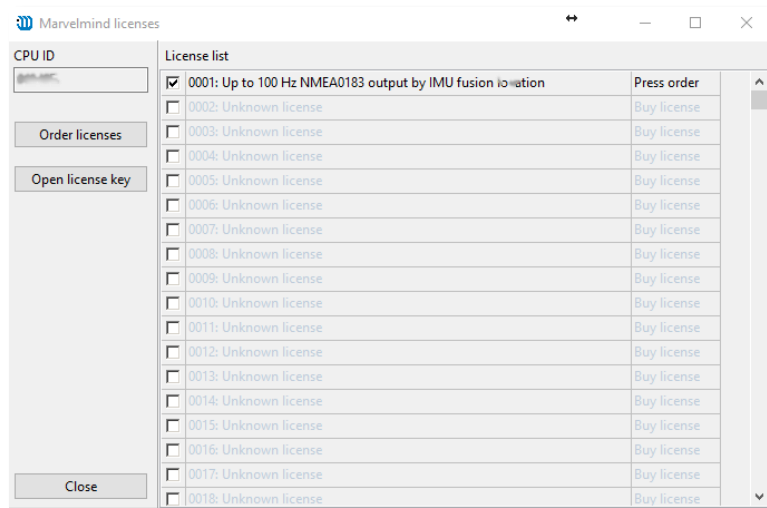 Marvelmind licenses
CPU ID
License list
0001: Up to 100 Hz NMEA0183 output by IMU fusion Press order
0002: Unknown license Buy license
0003: Unknown license Buy license
Order licenses
0004: Unknown license Buy license
Open license key
0005: Unknown license Buy license
0006: Unknown license Buy license
0007: Unknown license Buy license
0008: Unknown license Buy license
0009: Unknown license Buy license
0010: Unknown license Buy license
0011: Unknown license Buy license
0012: Unknown license Buy license
0013: Unknown license Buy license
0014: Unknown license Buy license
0015: Unknown license Buy license
0016: Unknown license Buy license
0017: Unknown license Buy license
Close
0018: Unknown license Buy license